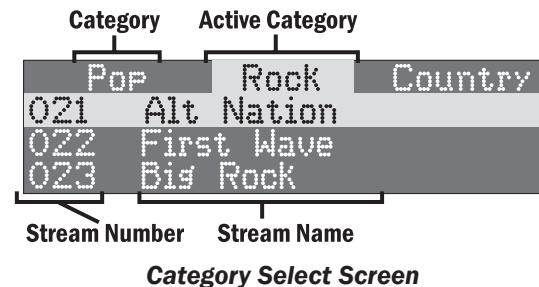 Category Active Category
Pop Rock Country
021 Alt Nation
022 First Wave
023 Big Rock
Stream Number Stream Name
Category Select Screen